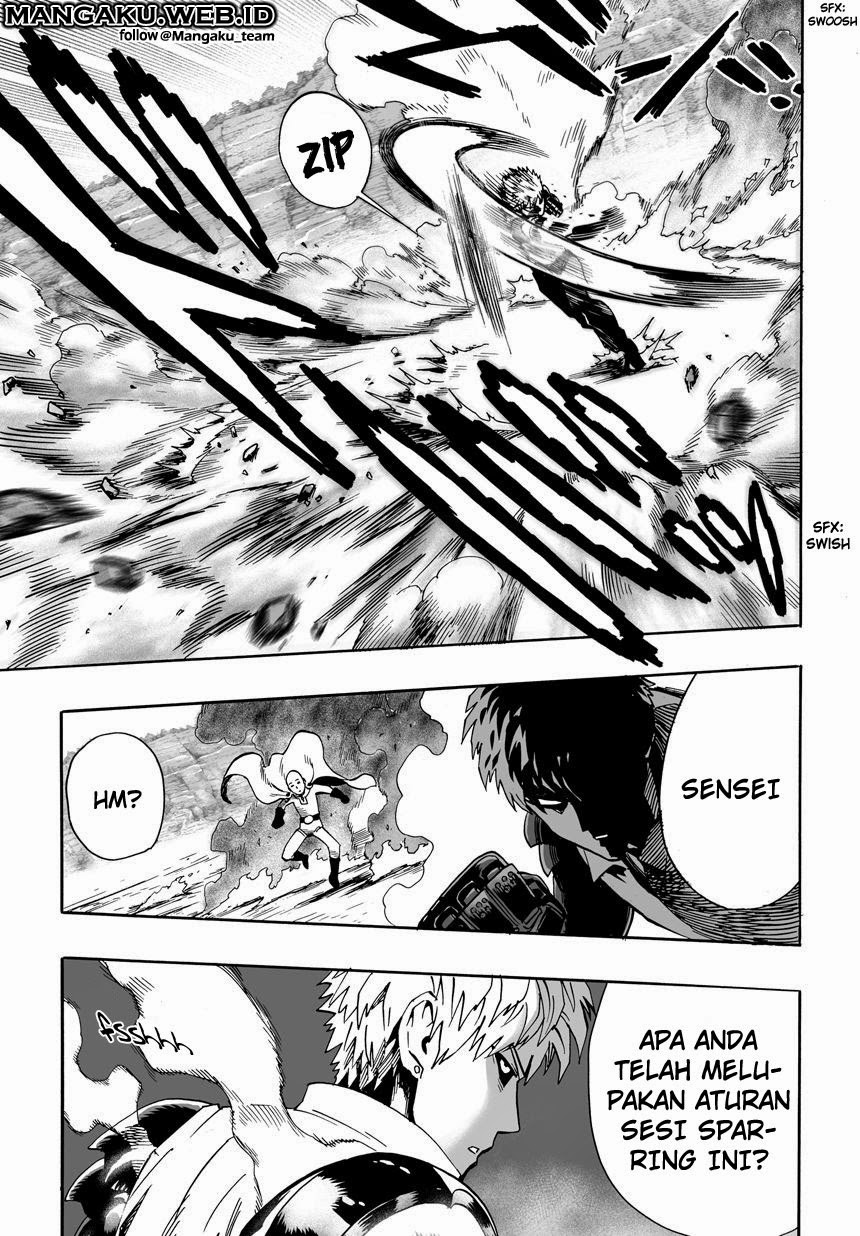 MANGAKU.WEB.ID
follow @Mangaku_team
SFX:
SWOOSH
ZIP
SFX:
SWISH
SENSEI
HM?
APA ANDA
TELAH MELU-
PAKAN ATURAN
SESI SPAR-
RING INI?
fsshhh